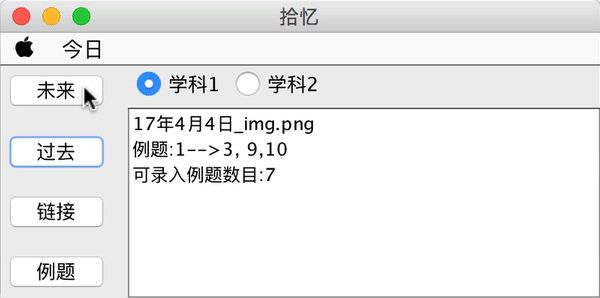 拾忆
今日
未来
学科1 学科2
17年4月4日_img.png
例题:1-->3, 9,10
可录入例题数目:7
过去
链接
例题